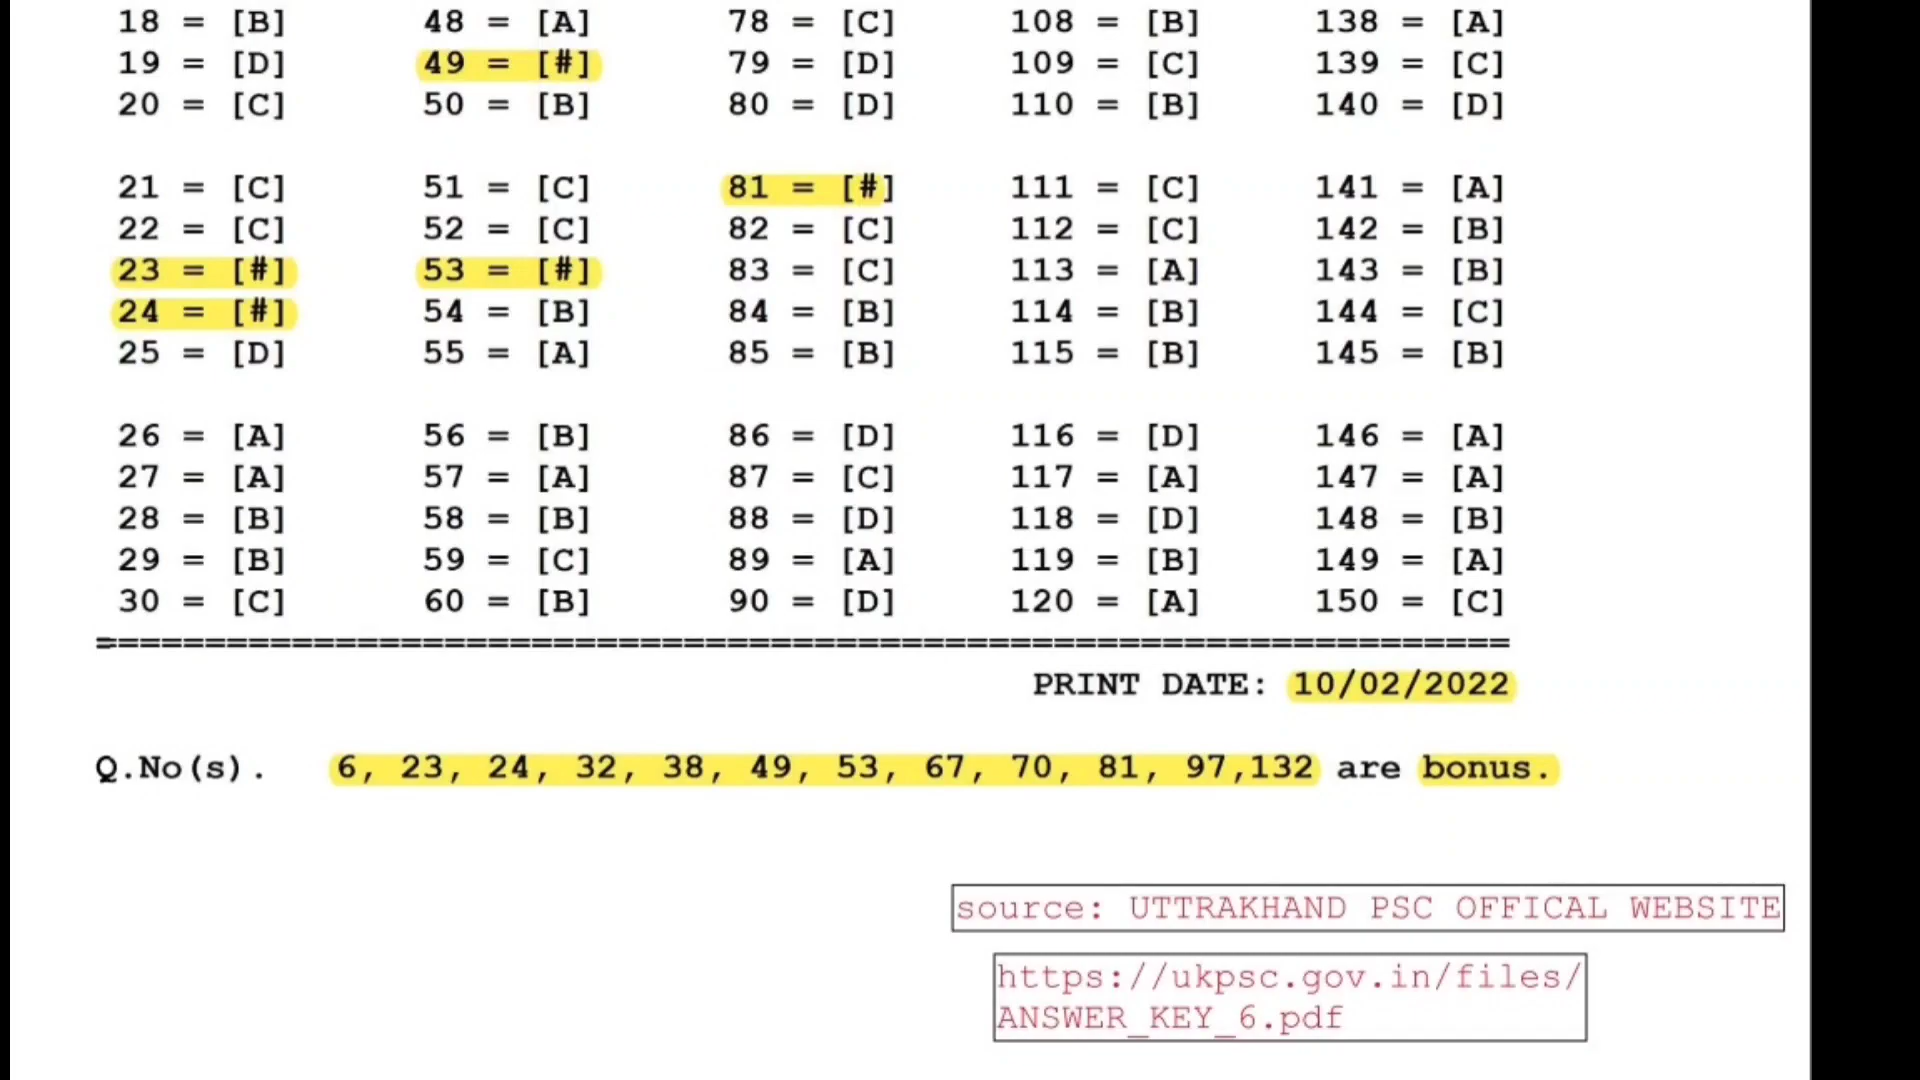 18 = [B] 48 = [A] 78 = [C] 108 = [B] 138 = [A]
19 = [D] 49 = [#] 79 = [D] 109 = [C] 139 = [C]
20 = [C] 50 = [B] 80 = [D] 110 = [B] 140 = [D]
21 = [C] 51 = [C] 81 = [#] 111 = [C] 141 = [A]
22 = [C] 52 = [C] 82 = [C] 112 = [C] 142 = [B]
23 = [#] 53 = [#] 83 = [C] 113 = [A] 143 = [B]
24 = [#] 54 = [B] 84 = [B] 114 = [B] 144 = [C]
25 = [D] 55 = [A] 85 = [B] 115 = [B] 145 = [B]
26 = [A] 56 = [B] 86 = [D] 116 = [D] 146 = [A]
27 = [A] 57 = [A] 87 = [C] 117 = [A] 147 = [A]
28 = [B] 58 = [B] 88 = [D] 118 = [D] 148 = [B]
29 = [B] 59 = [C] 89 = [A] 119 = [B] 149 = [A]
30 = [C] 60 = [B] 90 = [D] 120 = [A] 150 = [C]
PRINT DATE: 10/02/2022
Q.No(s). 6, 23, 24, 32, 38, 49, 53, 67, 70, 81, 97,132 are bonus.
source: UTTRAKHAND PSC OFFICAL WEBSITE
https://ukpsc.gov.in/files/
ANSWER_KEY_6.pdf